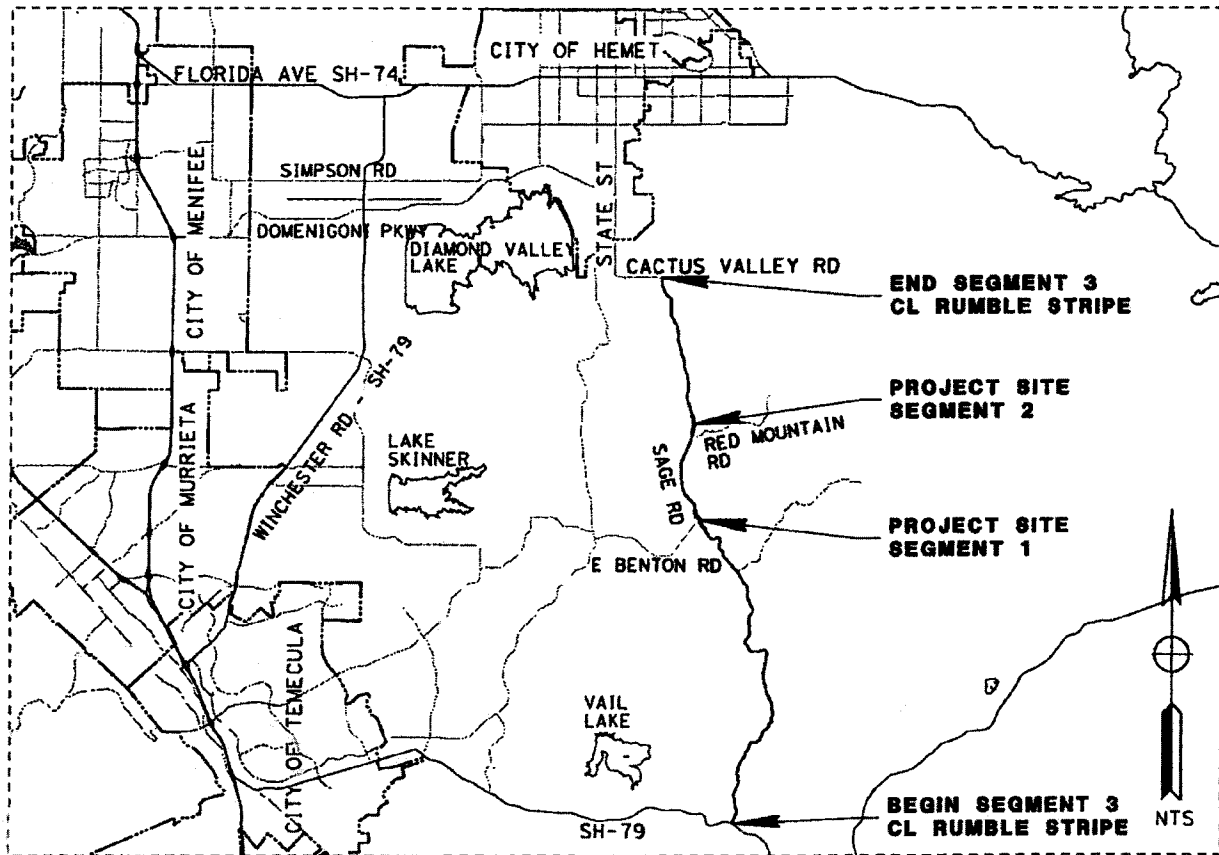 CITY OF HEMET
FLORIDA AVE SH-74
SIMPSON RD
CITY OF MENIFEE
STATE ST
DOMENIGONI PKWY
DIAMOND VALLEY
LAKE
CACTUS VALLEY RD
END SEGMENT 3
CL RUMBLE STRIPE
WINCHESTER RD - SH-79
PROJECT SITE
SEGMENT 2
CITY OF MURRIETA
LAKE
SKINNER
RED MOUNTAIN
RD
SAGE RD
PROJECT SITE
SEGMENT 1
E BENTON RD
CITY OF TEMECULA
VAIL
LAKE
BEGIN SEGMENT 3
CL RUMBLE STRIPE
NTS
SH-79